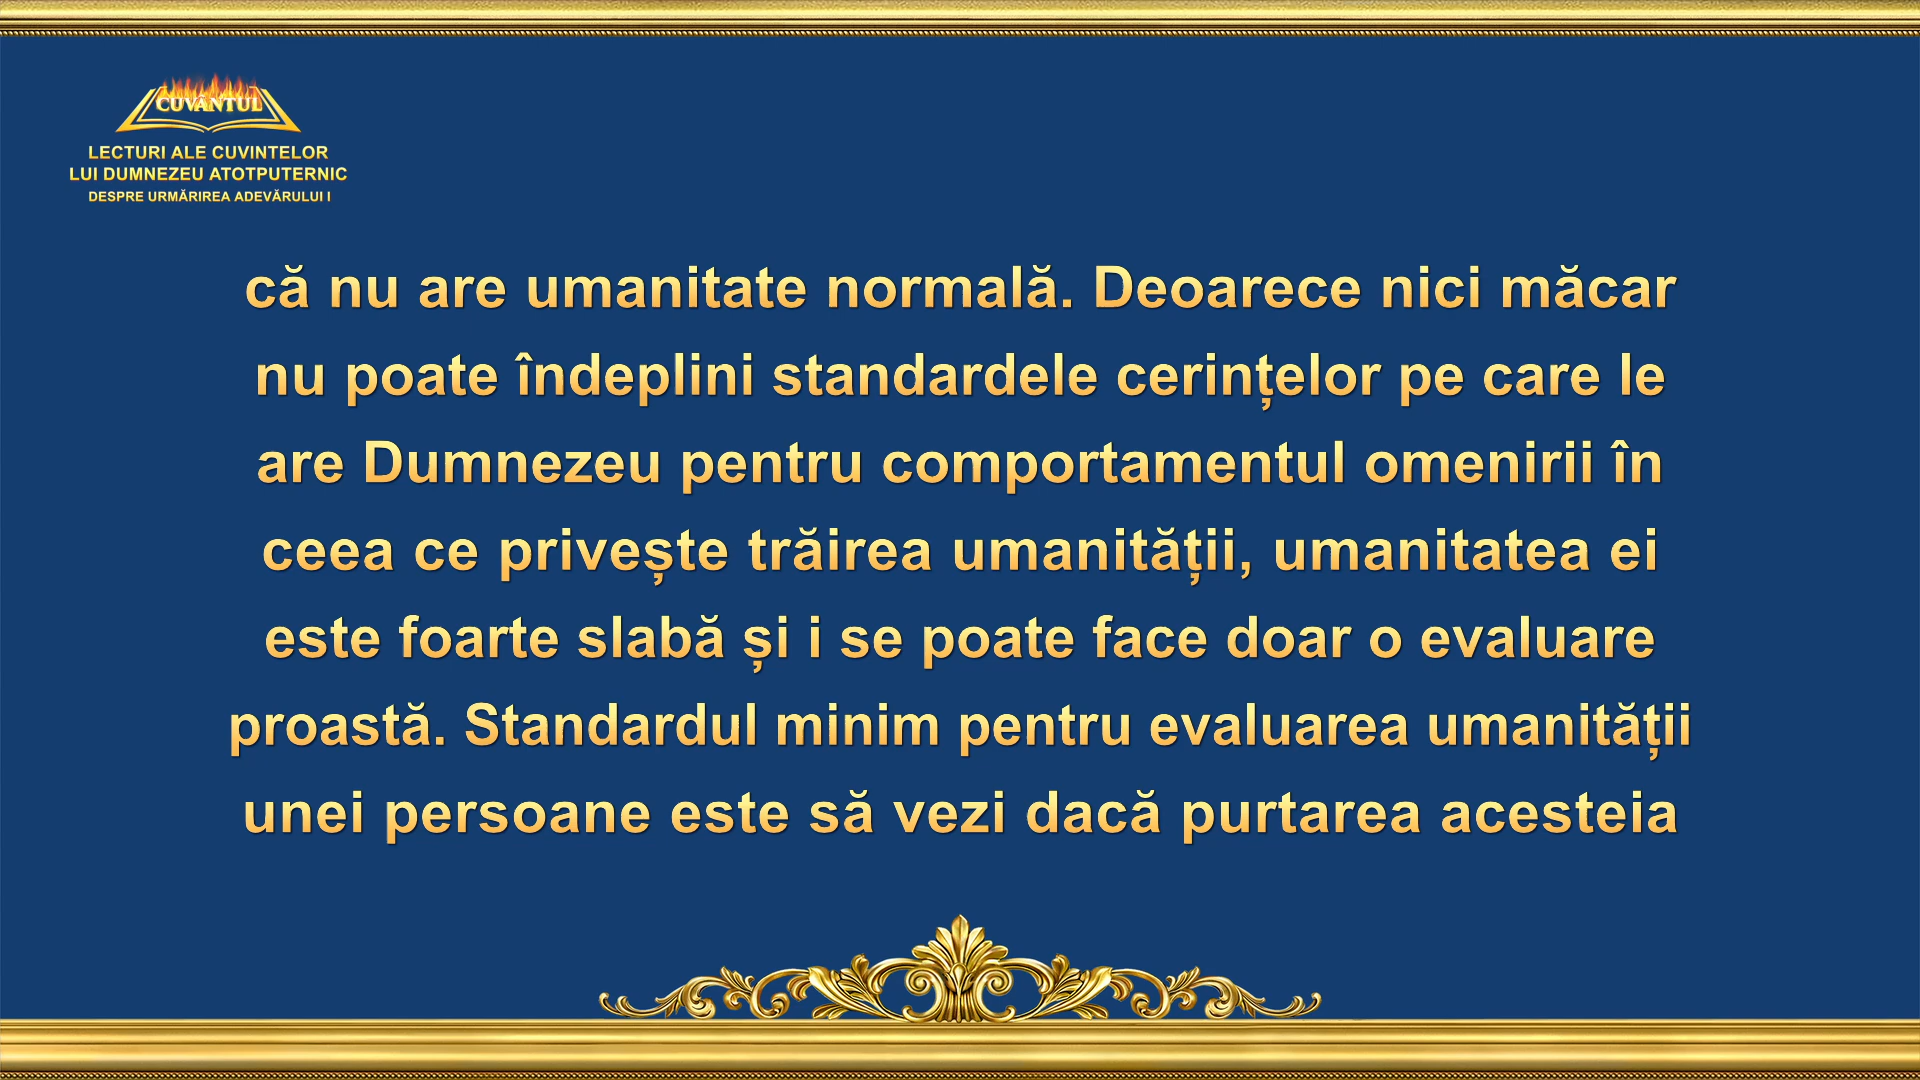 CUVÂNTUL
LECTURI ALE CUVINTELOR
LUI DUMNEZEU ATOTPUTERNIC
DESPRE URMĂRIREA ADEVĂRULUI I
că nu are umanitate normală. Deoarece nici măcar
nu poate îndeplini standardele cerințelor pe care le
are Dumnezeu pentru comportamentul omenirii în
ceea ce privește trăirea umanității, umanitatea ei
este foarte slabă și i se poate face doar o evaluare
proastă. Standardul minim pentru evaluarea umanității
unei persoane este să vezi dacă purtarea acesteia